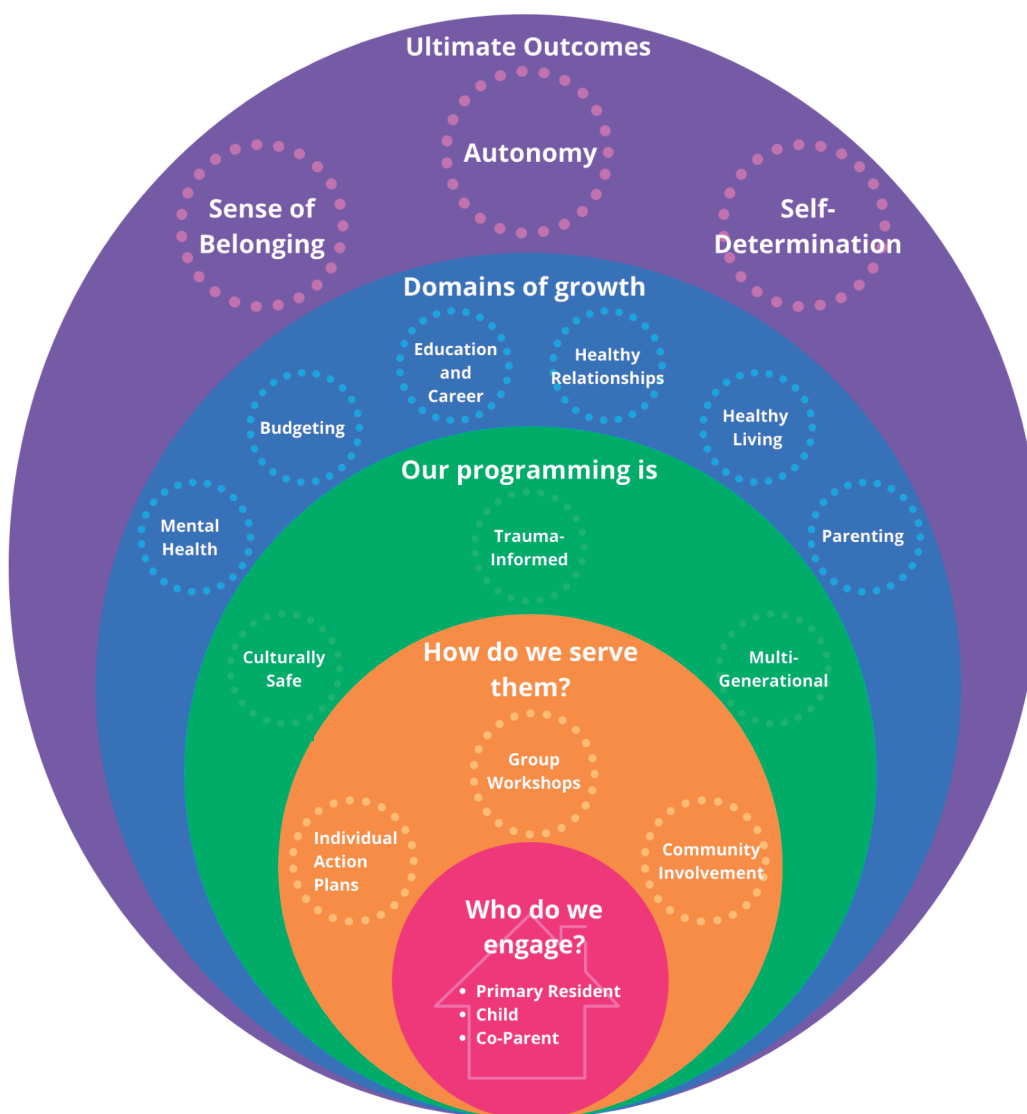 Ultimate Outcomes
Autonomy
Sense of
Belonging
Self-
Determination
Domains of growth
Education
and
Career
Healthy
Relationships
Budgeting
Healthy
Living
Mental
Health
Parenting
Our programming is
Trauma-
Informed
Culturally
Safe
Multi-
Generational
How do we serve
them?
Group
Workshops
Individual
Action
Plans
Community
Involvement
Who do we
engage?
• Primary Resident
• Child
• Co-Parent